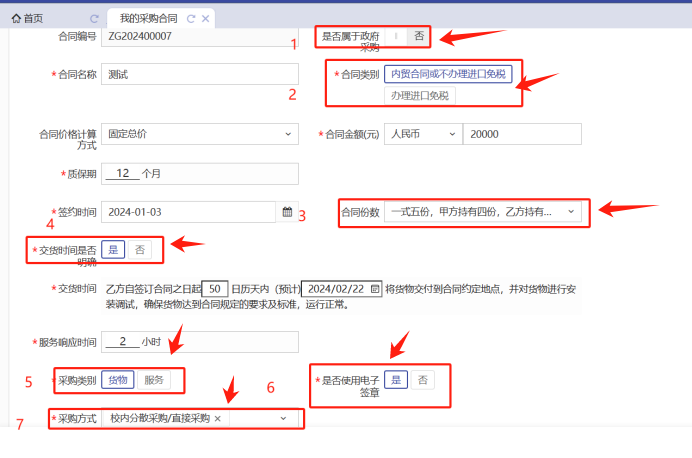 首页
我的采购合同
合同编号 ZG202400007
1 是否属于政府采购 否
* 合同名称 测试
2 * 合同类别 内贸合同或不办理进口免税
办理进口免税
合同价格计算方式 固定总价
* 合同金额(元) 人民币 20000
* 质保期 12 个月
* 签约时间 2024-01-03
3 合同份数 一式五份，甲方持有四份，乙方持有...
4 * 交货时间是否明确 是 否
* 交货时间 乙方自签订合同之日起 50 日历天内（预计) 2024/02/22 将货物交付到合同约定地点，并对货物进行安
装调试，确保货物达到合同规定的要求及标准，运行正常。
* 服务响应时间 2 小时
5 * 采购类别 货物 服务
6 * 是否使用电子签章 是 否
7 * 采购方式 校内分散采购/直接采购 ×